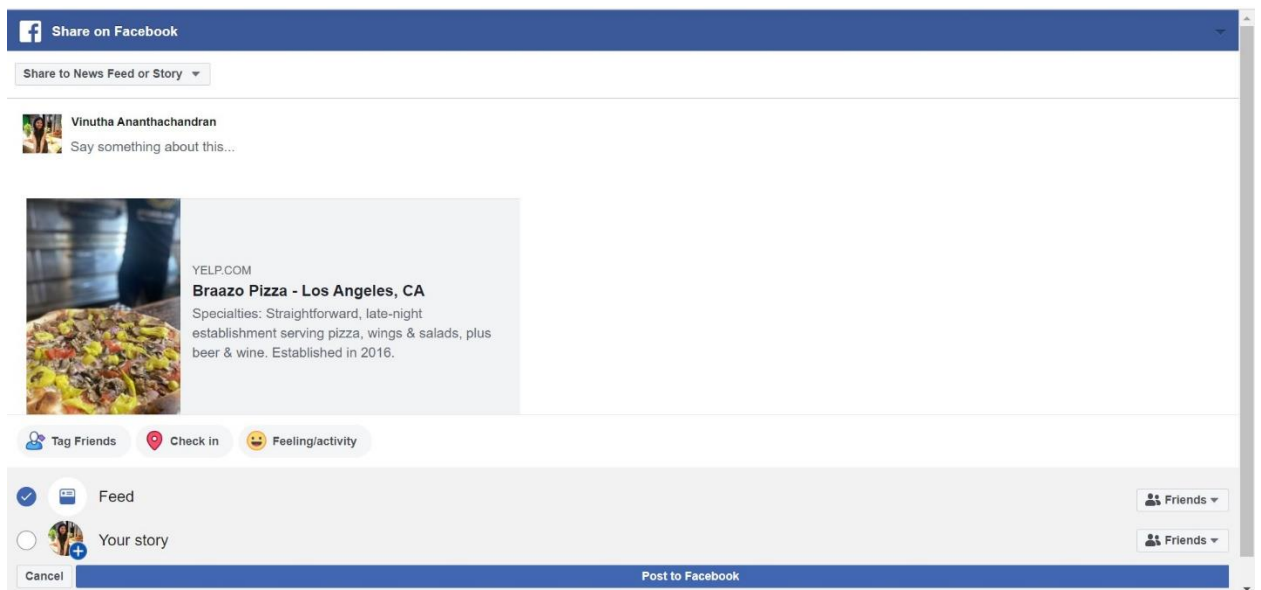 Share on Facebook
Share to News Feed or Story
Vinutha Ananthachandran
Say something about this...
YELP.COM
Braazo Pizza - Los Angeles, CA
Specialties: Straightforward, late-night
establishment serving pizza, wings & salads, plus
beer & wine. Established in 2016.
Tag Friends Check in Feeling/activity
Feed Friends
Your story Friends
Cancel Post to Facebook